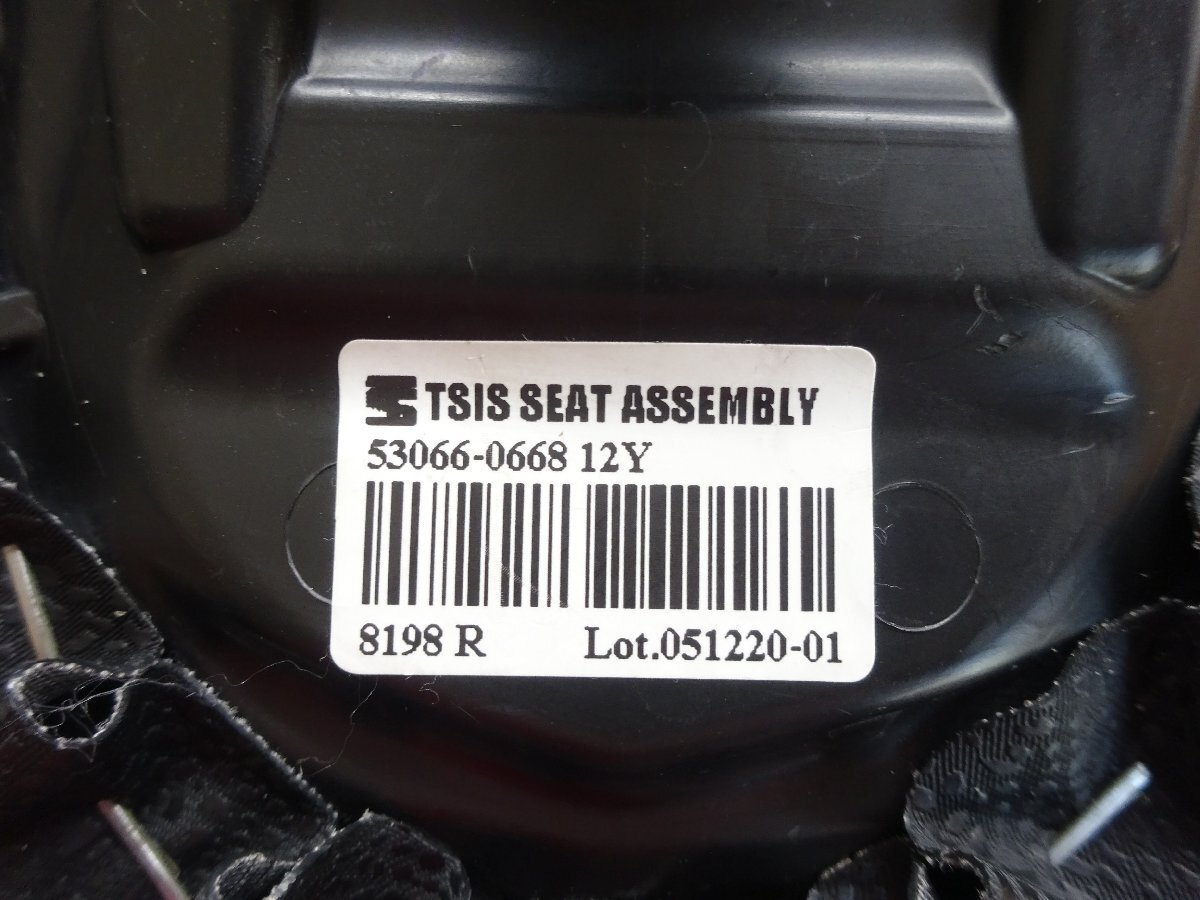 TSIS SEAT ASSEMBLY
53066-0668 12Y
8198 R Lot.051220-01